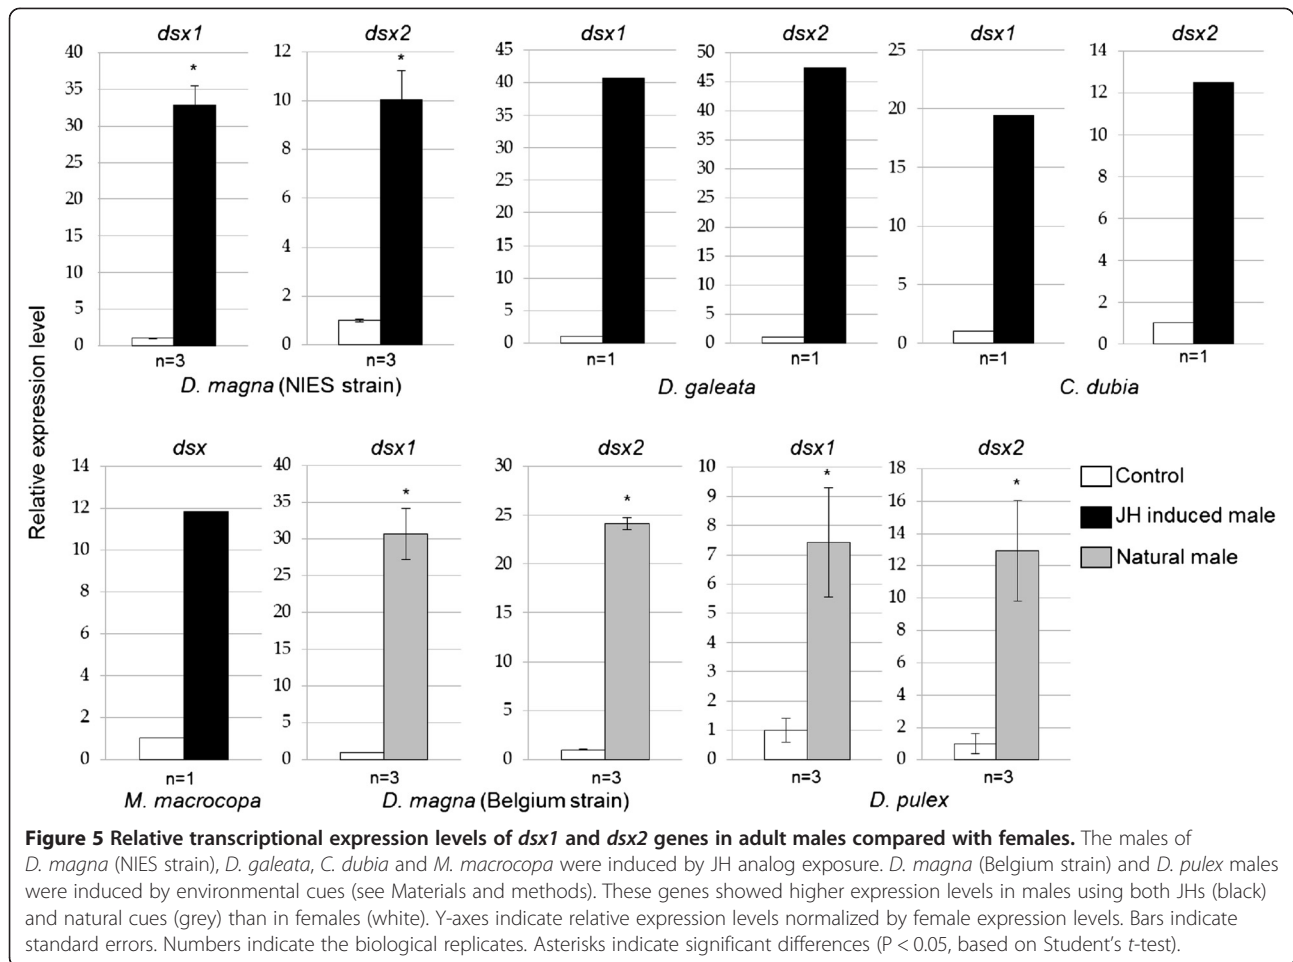 dsx1 dsx2 dsx1 dsx2 dsx1 dsx2
40 35 30 25 20 15 10 5 0
*
n=3
12 10 8 6 4 2 0
*
n=3
D. magna (NIES strain)
45 40 35 30 25 20 15 10 5 0
n=1
50 45 40 35 30 25 20 15 10 5 0
n=1
D. galeata
25 20 15 10 5 0
n=1
14 12 10 8 6 4 2 0
n=1
C. dubia
Relative expression level
dsx dsx1 dsx2 dsx1 dsx2
14 12 10 8 6 4 2 0
n=1
M. macrocopa
40 35 30 25 20 15 10 5 0
*
n=3
30 25 20 15 10 5 0
*
n=3
D. magna (Belgium strain)
10 9 8 7 6 5 4 3 2 1 0
*
n=3
18 16 14 12 10 8 6 4 2 0
*
n=3
D. pulex
Control
JH induced male
Natural male
Figure 5 Relative transcriptional expression levels of dsx1 and dsx2 genes in adult males compared with females. The males of
D. magna (NIES strain), D. galeata, C. dubia and M. macrocopa were induced by JH analog exposure. D. magna (Belgium strain) and D. pulex males
were induced by environmental cues (see Materials and methods). These genes showed higher expression levels in males using both JHs (black)
and natural cues (grey) than in females (white). Y-axes indicate relative expression levels normalized by female expression levels. Bars indicate
standard errors. Numbers indicate the biological replicates. Asterisks indicate significant differences (P < 0.05, based on Student's t-test).